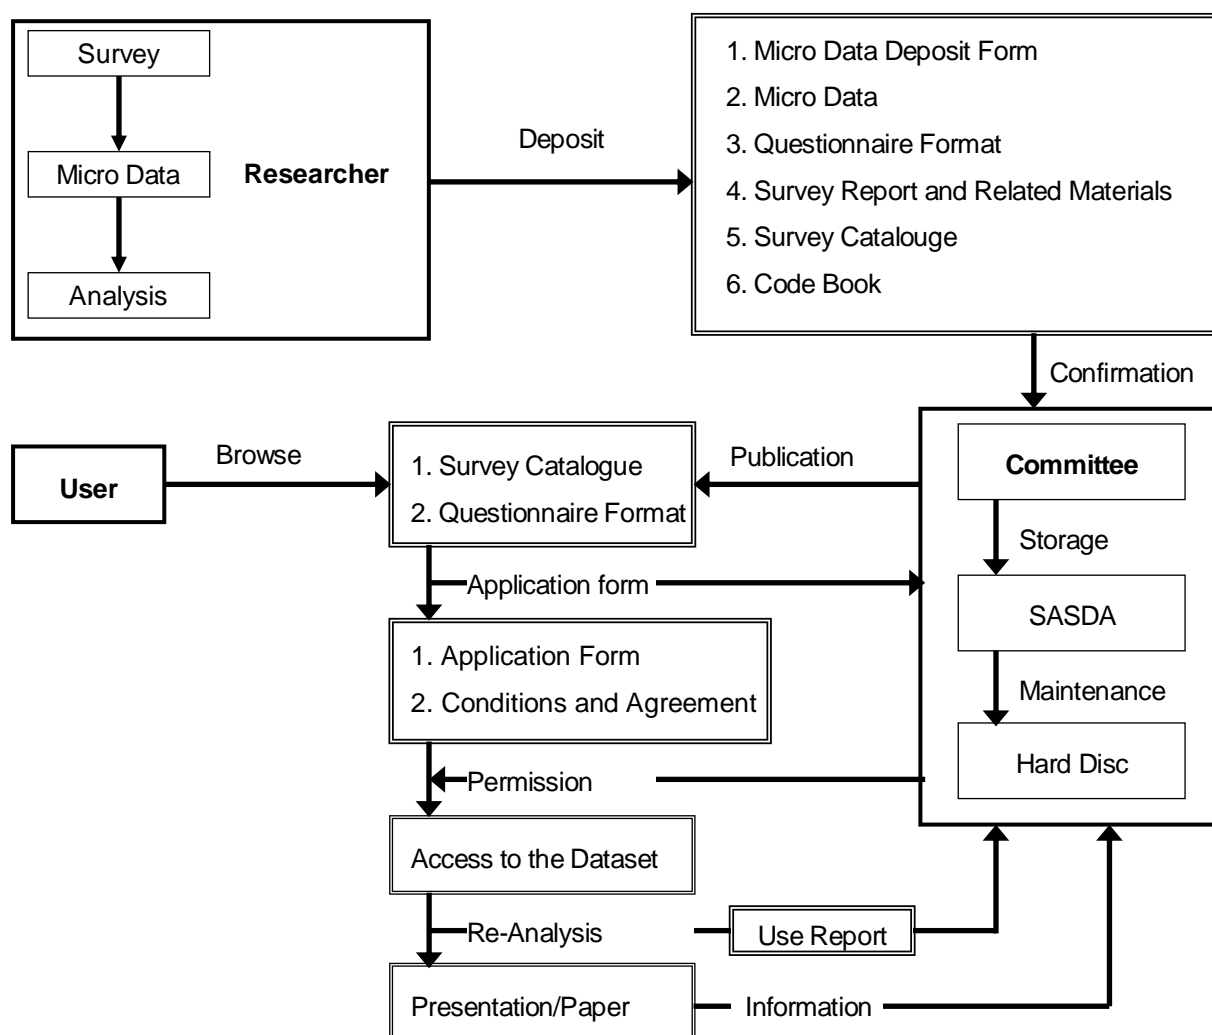 Survey
Micro Data
Researcher
Analysis
Deposit
1. Micro Data Deposit Form
2. Micro Data
3. Questionnaire Format
4. Survey Report and Related Materials
5. Survey Catalouge
6. Code Book
Confirmation
User
Browse
1. Survey Catalogue
2. Questionnaire Format
Publication
Committee
Storage
SASDA
Maintenance
Hard Disc
Application form
1. Application Form
2. Conditions and Agreement
Permission
Access to the Dataset
Re-Analysis
Use Report
Presentation/Paper
Information